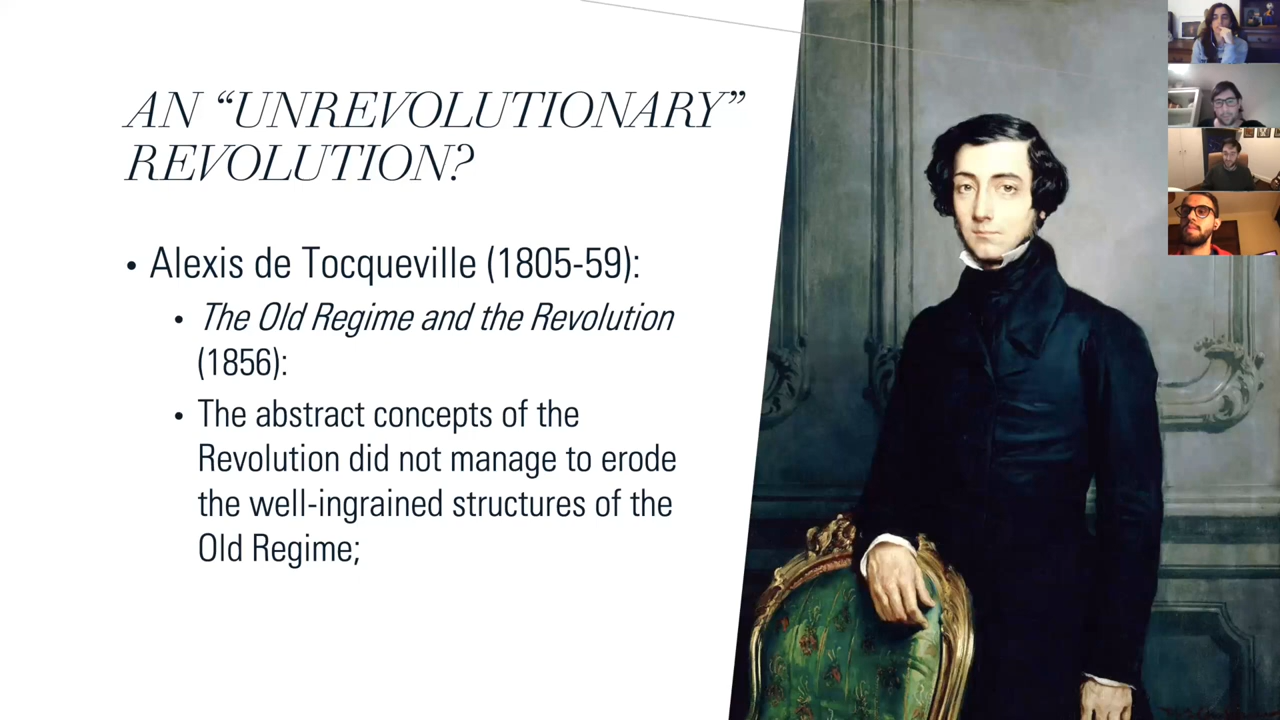 AN “UNREVOLUTIONARY”
REVOLUTION?
• Alexis de Tocqueville (1805-59):
• The Old Regime and the Revolution
(1856):
• The abstract concepts of the
Revolution did not manage to erode
the well-ingrained structures of the
Old Regime;